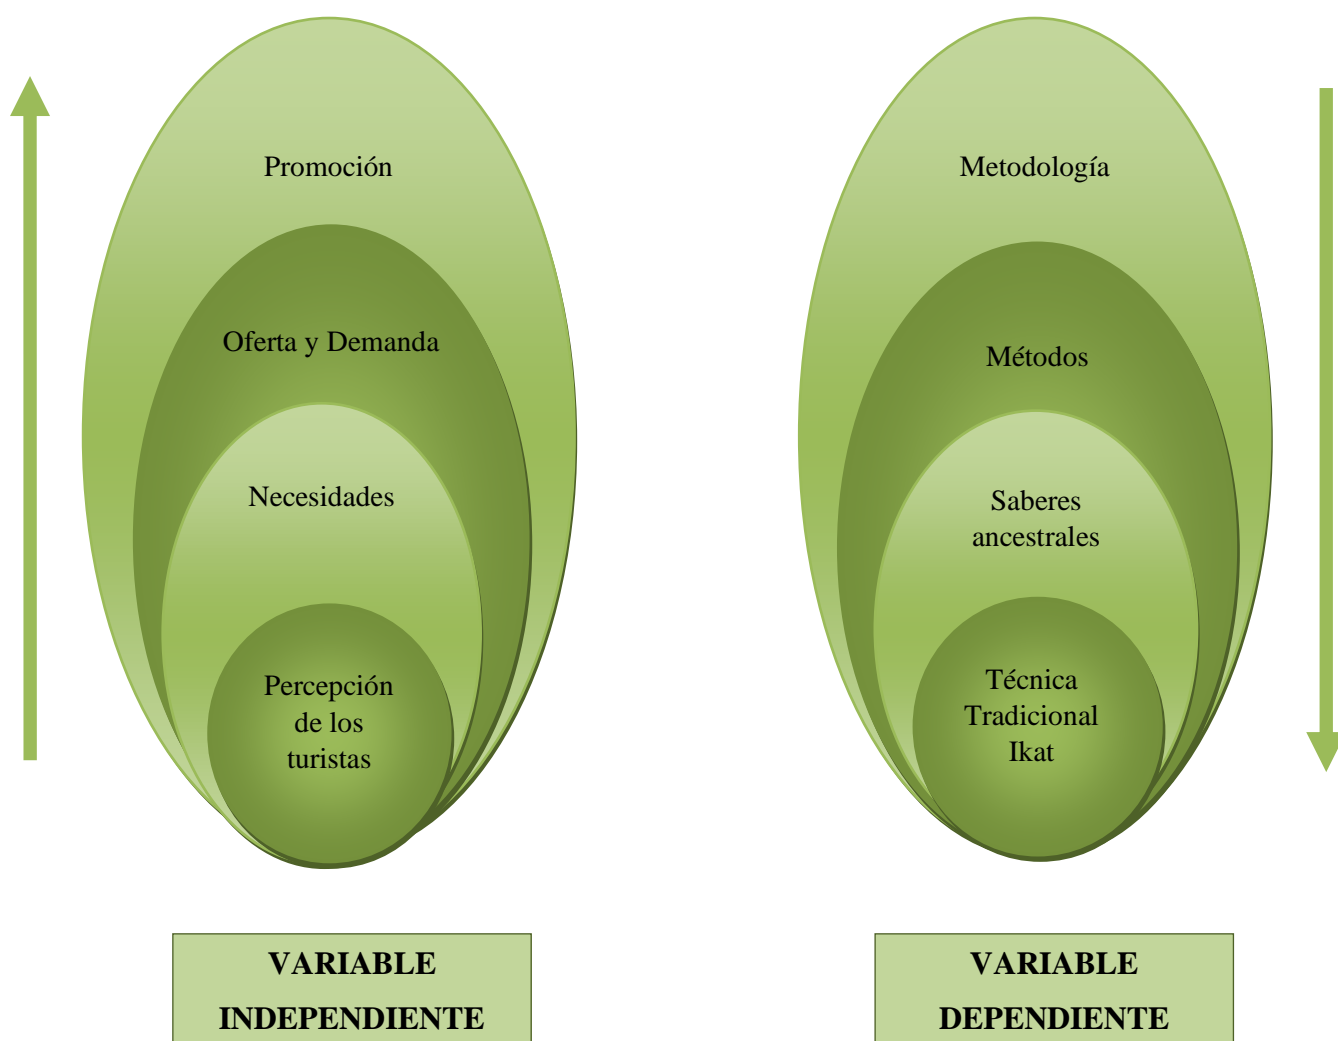 Promoción
Oferta y Demanda
Necesidades
Percepción
de los
turistas
VARIABLE
INDEPENDIENTE
Metodología
Métodos
Saberes
ancestrales
Técnica
Tradicional
Ikat
VARIABLE
DEPENDIENTE